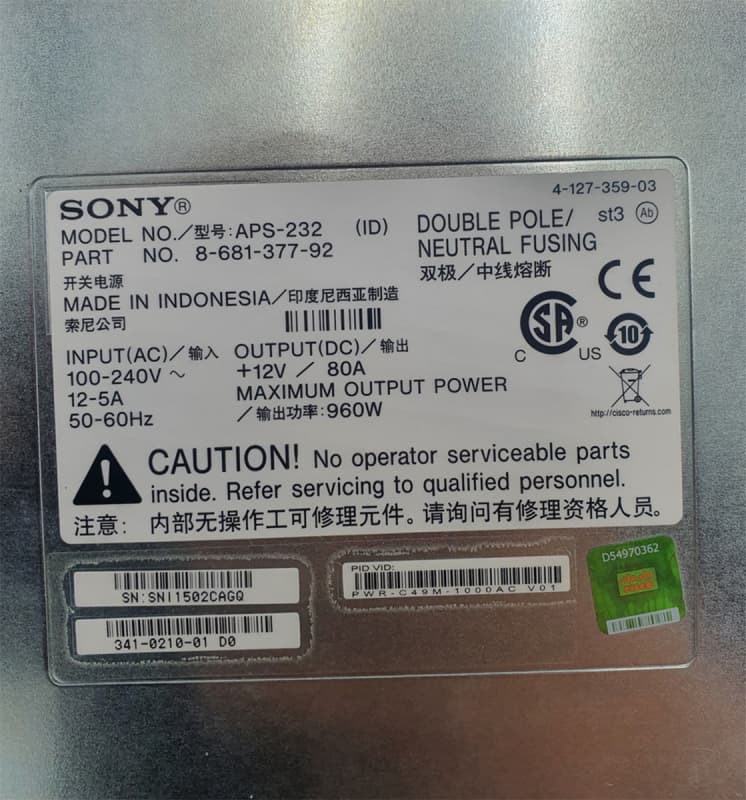 4-127-359-03
SONY®
MODEL NO./型号: APS-232 (ID)
PART NO. 8-681-377-92
DOUBLE POLE/ st3 Ab
NEUTRAL FUSING
双极/中线熔断
开关电源
MADE IN INDONESIA/印度尼西亚制造
索尼公司
CE
C SA® US
10
INPUT(AC)/输入 OUTPUT(DC)/输出
100-240V ～ +12V / 80A
12-5A MAXIMUM OUTPUT POWER
50-60Hz /输出功率: 960W
http://cisco-returns.com
CAUTION! No operator serviceable parts
inside. Refer servicing to qualified personnel.
注意: 内部无操作工可修理元件。请询问有修理资格人员。
SN:SNI1502CAGQ
341-0210-01 D0
PID VID:
PWR-C49M-1000AC V01
D54970362